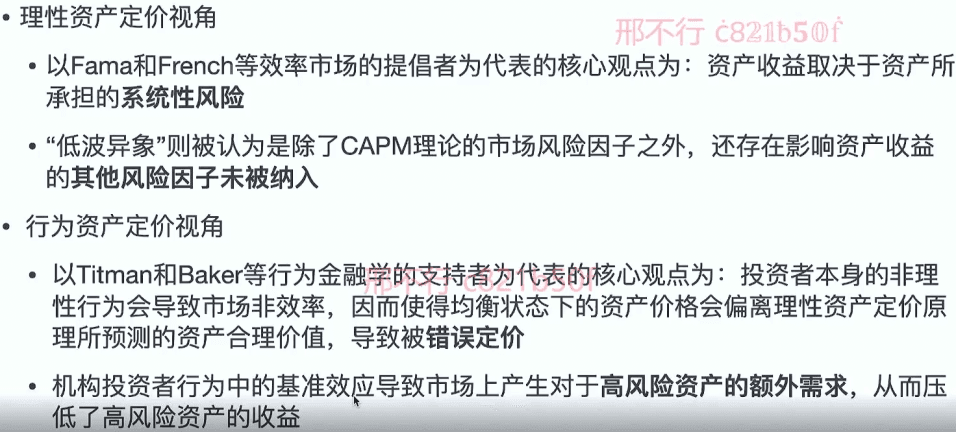 • 理性资产定价视角
邢不行 c821b50f
• 以Fama和French等效率市场的提倡者为代表的核心观点为：资产收益取决于资产所
承担的系统性风险
• “低波异象”则被认为是除了CAPM理论的市场风险因子之外，还存在影响资产收益
的其他风险因子未被纳入
• 行为资产定价视角
• 以Titman和Baker等行为金融学的支持者为代表的核心观点为：投资者本身的非理
邢不行 c821b50f
性行为会导致市场非效率，因而使得均衡状态下的资产价格会偏离理性资产定价原
理所预测的资产合理价值，导致被错误定价
• 机构投资者行为中的基准效应导致市场上产生对于高风险资产的额外需求，从而压
低了高风险资产的收益